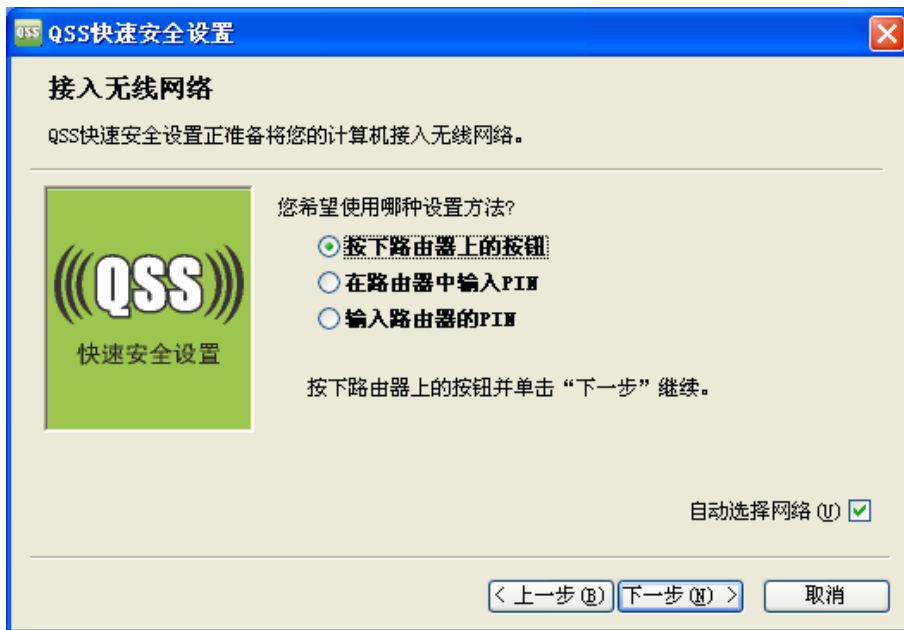 QSS QSS快速安全设置
接入无线网络
QSS快速安全设置正准备将您的计算机接入无线网络。
QSS
快速安全设置
您希望使用哪种设置方法?
按下路由器上的按钮
在路由器中输入PIN
输入路由器的PIN
按下路由器上的按钮并单击“下一步”继续。
自动选择网络(U)
< 上一步(B) 下一步(N) > 取消